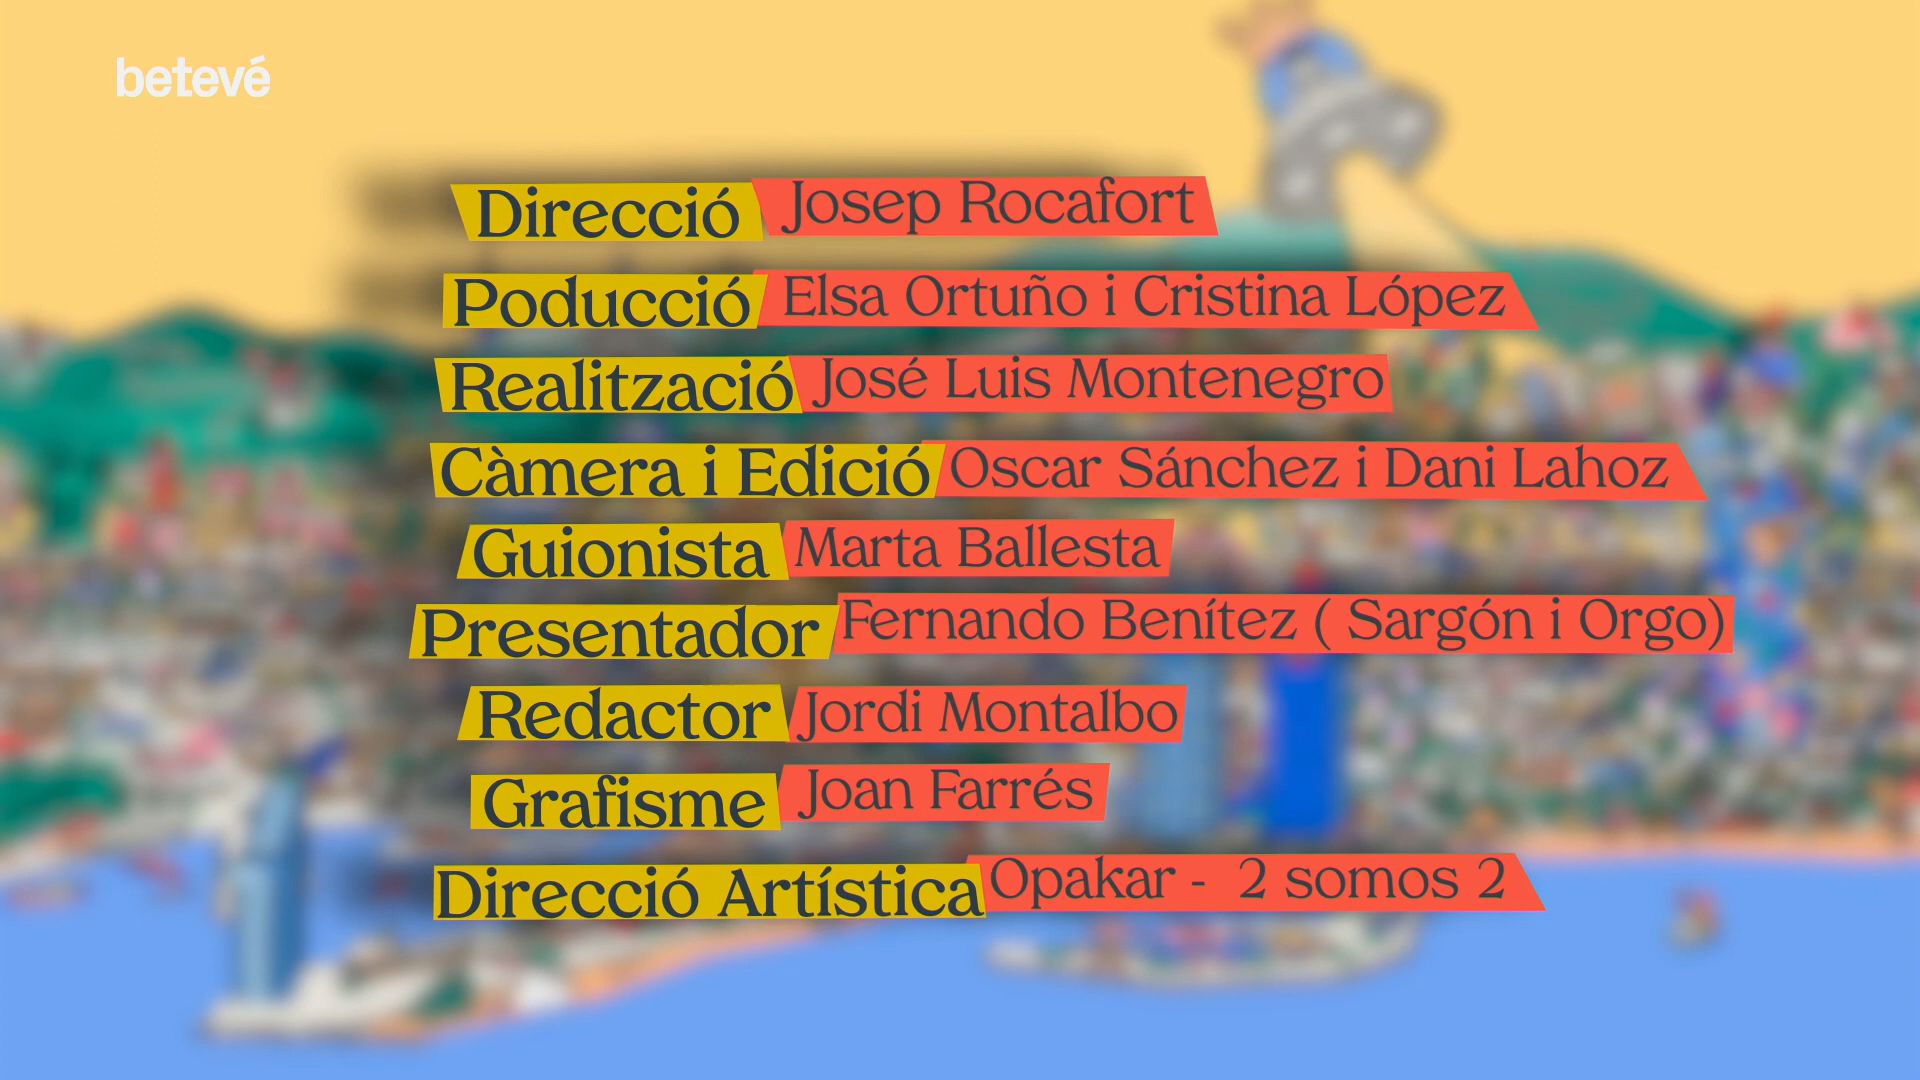 betevé
Direcció Josep Rocafort
Poducció Elsa Ortuño i Cristina López
Realització José Luis Montenegro
Càmera i Edició Oscar Sánchez i Dani Lahoz
Guionista Marta Ballesta
Presentador Fernando Benítez ( Sargón i Orgo)
Redactor Jordi Montalbo
Grafisme Joan Farrés
Direcció Artística Opakar - 2 somos 2